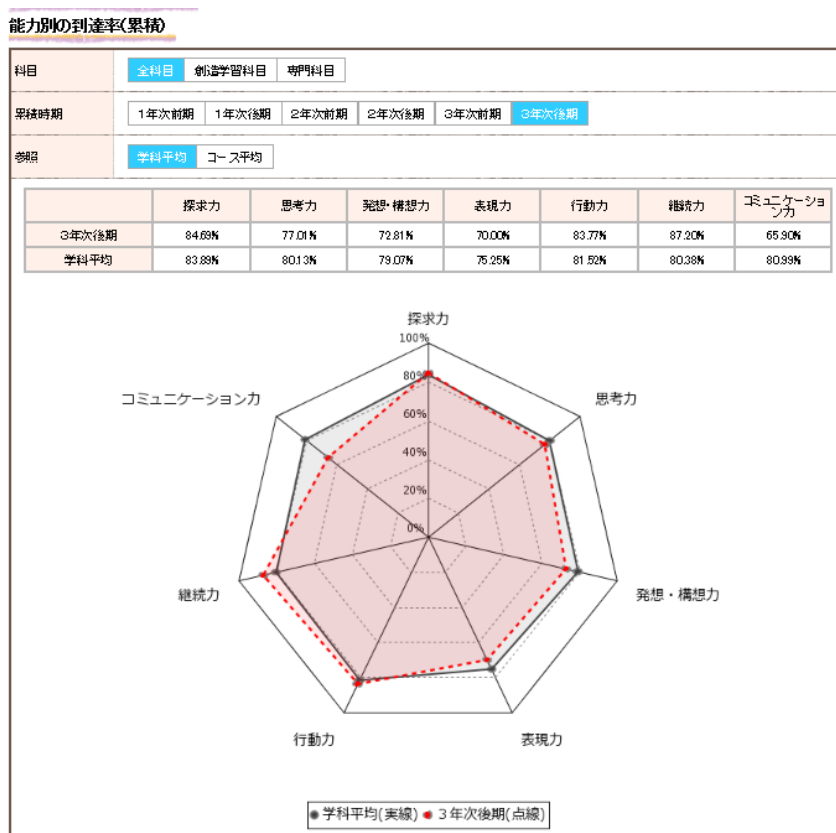 能力別の到達率(累積)
科目 全科目 創造学習科目 専門科目
累積時期 1年次前期 1年次後期 2年次前期 2年次後期 3年次前期 3年次後期
参照 学科平均 コース平均
探求力 思考力 発想・構想力 表現力 行動力 継続力 コミュニケーション力
3年次後期 84.69% 77.01% 72.81% 70.00% 83.77% 87.20% 65.90%
学科平均 83.89% 80.13% 79.07% 75.25% 81.52% 80.38% 80.99%
探求力
100%
コミュニケーション力 思考力
80%
60%
40%
20%
0%
継続力 発想・構想力
行動力 表現力
学科平均(実線) 3年次後期(点線)